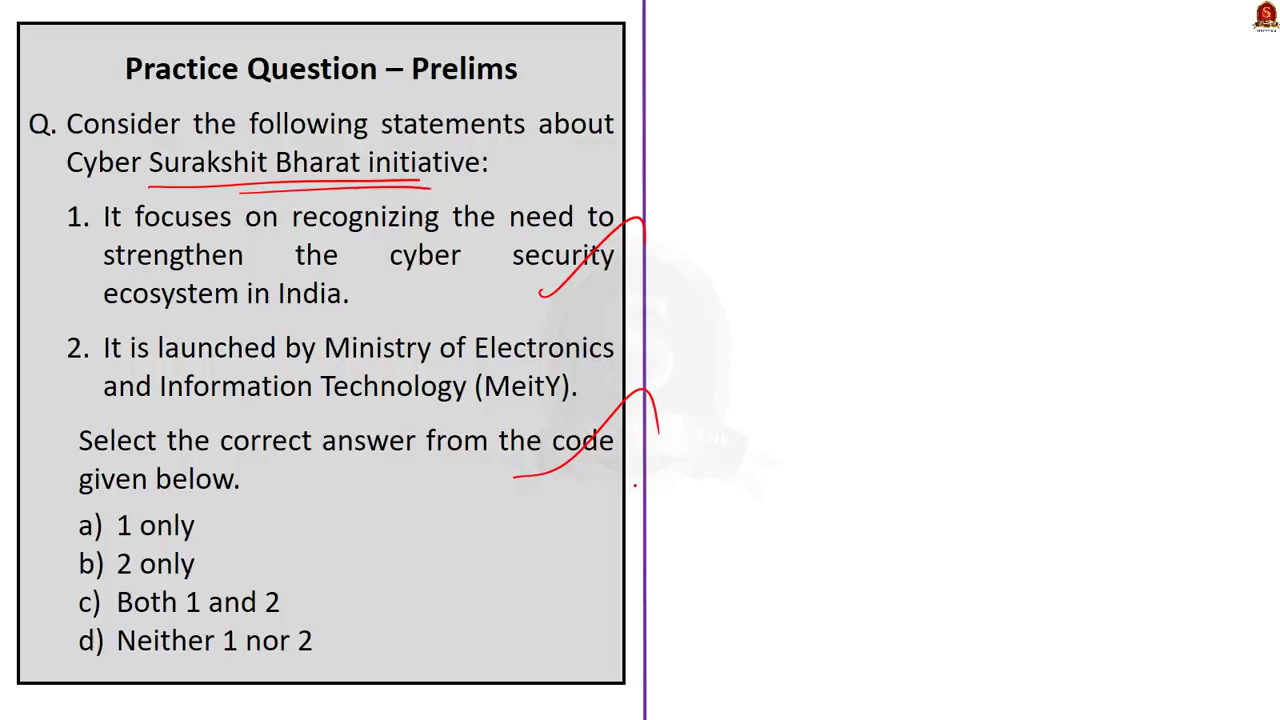 Practice Question – Prelims
Q. Consider the following statements about
Cyber Surakshit Bharat initiative:
1. It focuses on recognizing the need to
strengthen the cyber security
ecosystem in India.
2. It is launched by Ministry of Electronics
and Information Technology (MeitY).
Select the correct answer from the code
given below.
a) 1 only
b) 2 only
c) Both 1 and 2
d) Neither 1 nor 2